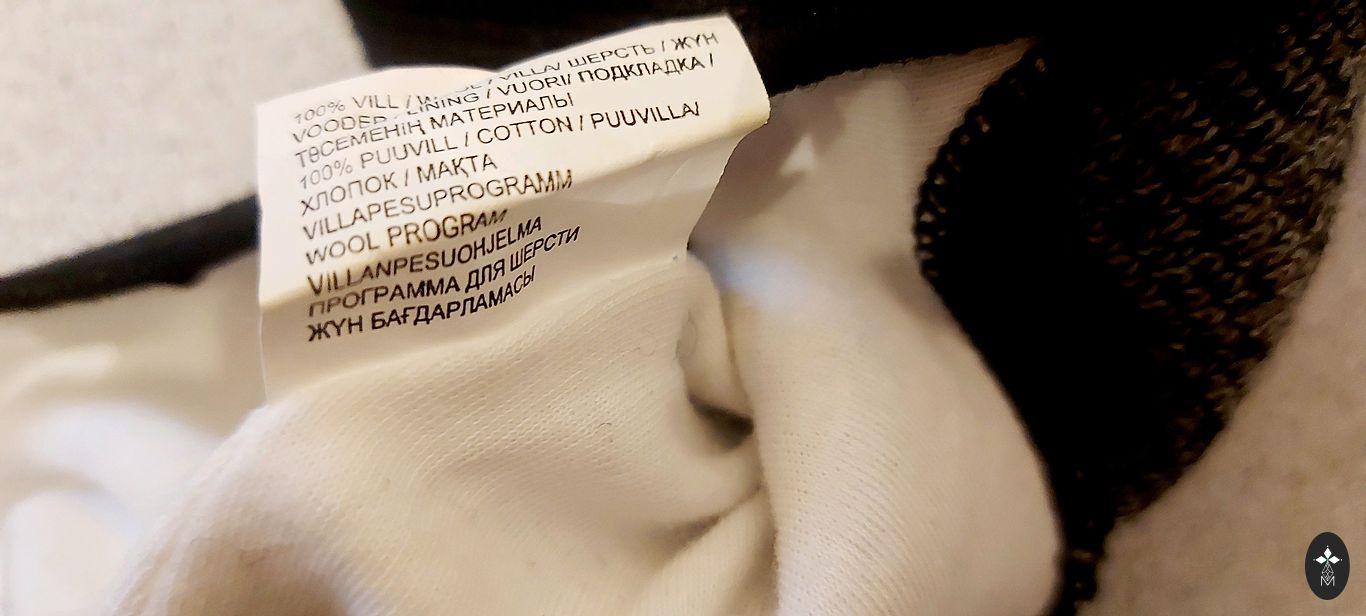 100% VILL / WOOL / VILLA/ ШЕРСТЬ / ЖҮН
VOODER / LINING / VUORI/ ПОДКЛАДКА /
ТӨСЕМЕНІҢ МАТЕРИАЛЫ
100% PUUVILL / COTTON / PUUVILLA/
ХЛОПОК / МАҚТА
VILLAPESUPROGRAMM
WOOL PROGRAM
VILLANPESUOHJELMA
ПРОГРАММА ДЛЯ ШЕРСТИ
ЖҮН БАҒДАРЛАМАСЫ
M